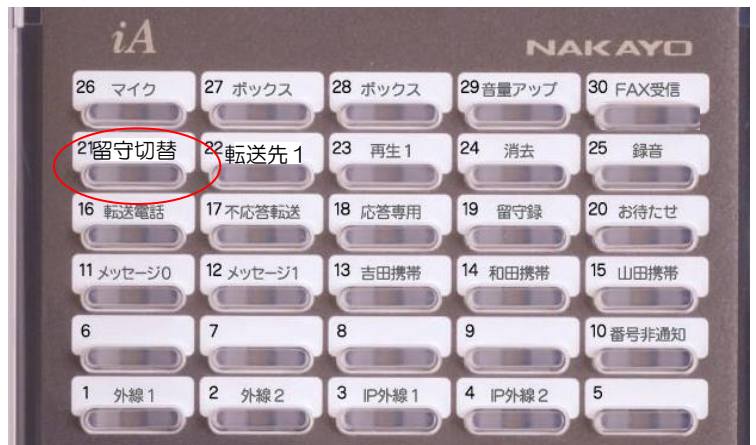 iA
NAKAYO
26 マイク 27 ボックス 28 ボックス 29 音量アップ 30 FAX受信
21 留守切替 22 転送先1 23 再生1 24 消去 25 録音
16 転送電話 17 不応答転送 18 応答専用 19 留守録 20 お待たせ
11 メッセージ0 12 メッセージ1 13 吉田携帯 14 和田携帯 15 山田携帯
6 7 8 9 10 番号非通知
1 外線1 2 外線2 3 IP外線1 4 IP外線2 5